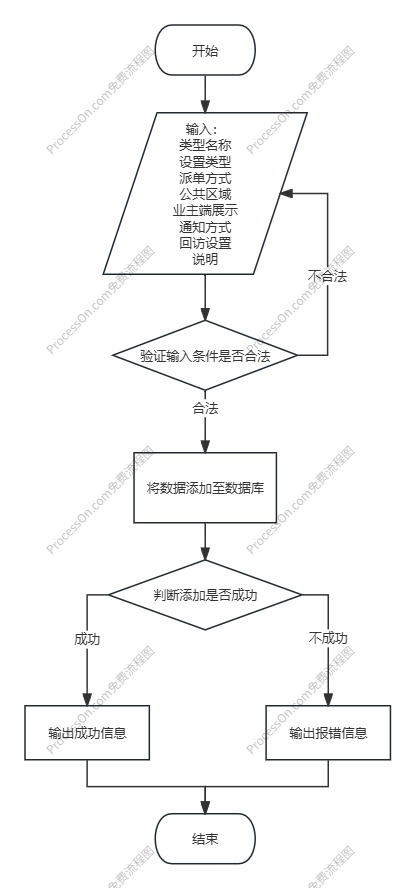 开始
输入：
类型名称
设置类型
派单方式
公共区域
业主端展示
通知方式
回访设置
说明
不合法
验证输入条件是否合法
合法
将数据添加至数据库
判断添加是否成功
成功
不成功
输出成功信息
输出报错信息
结束
ProcessOn.com免费流程图
ProcessOn.com免费流程图
ProcessOn.com免费流程图
ProcessOn.com免费流程图
ProcessOn.com免费流程图
ProcessOn.com免费流程图
ProcessOn.com免费流程图
ProcessOn.com免费流程图
免费流程图
免费流程图